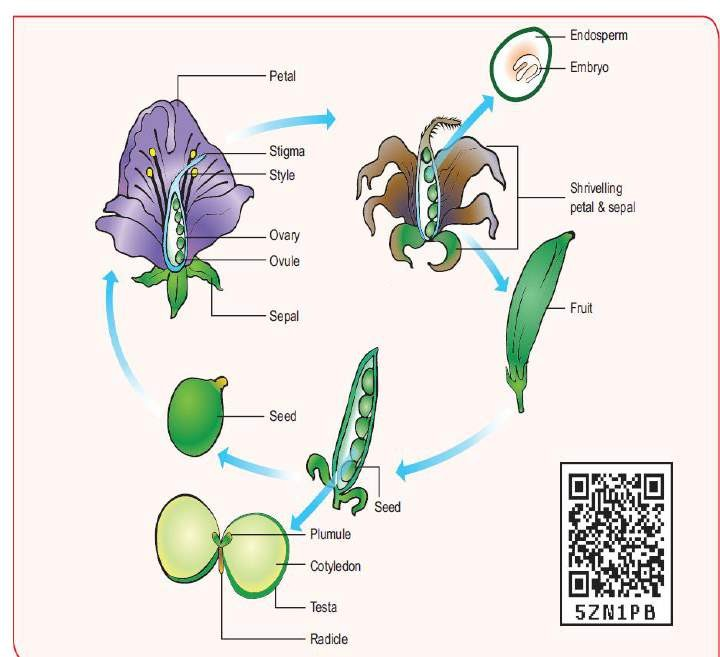 Endosperm
Embryo
Petal
Stigma
Style
Shrivelling
petal & sepal
Ovary
Ovule
Sepal
Fruit
Seed
Seed
Plumule
Cotyledon
Testa
Radicle
5ZN1PB